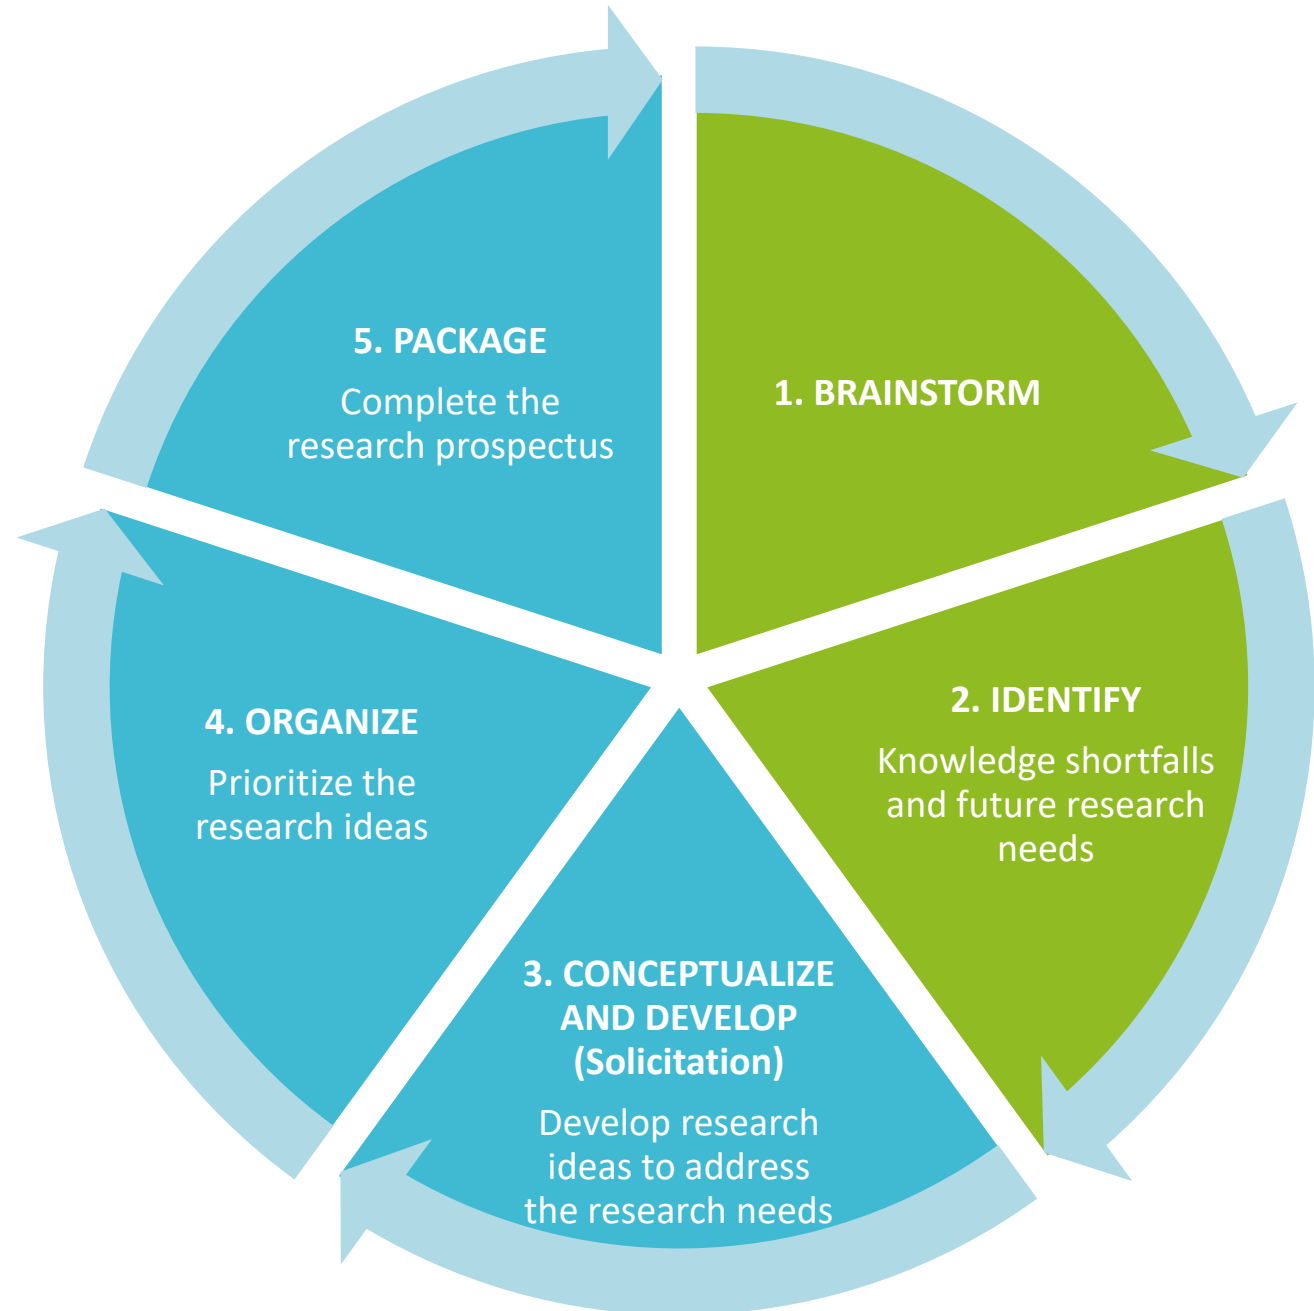 1. BRAINSTORM
2. IDENTIFY
Knowledge shortfalls
and future research
needs
3. CONCEPTUALIZE
AND DEVELOP
(Solicitation)
Develop research
ideas to address
the research needs
4. ORGANIZE
Prioritize the
research ideas
5. PACKAGE
Complete the
research prospectus